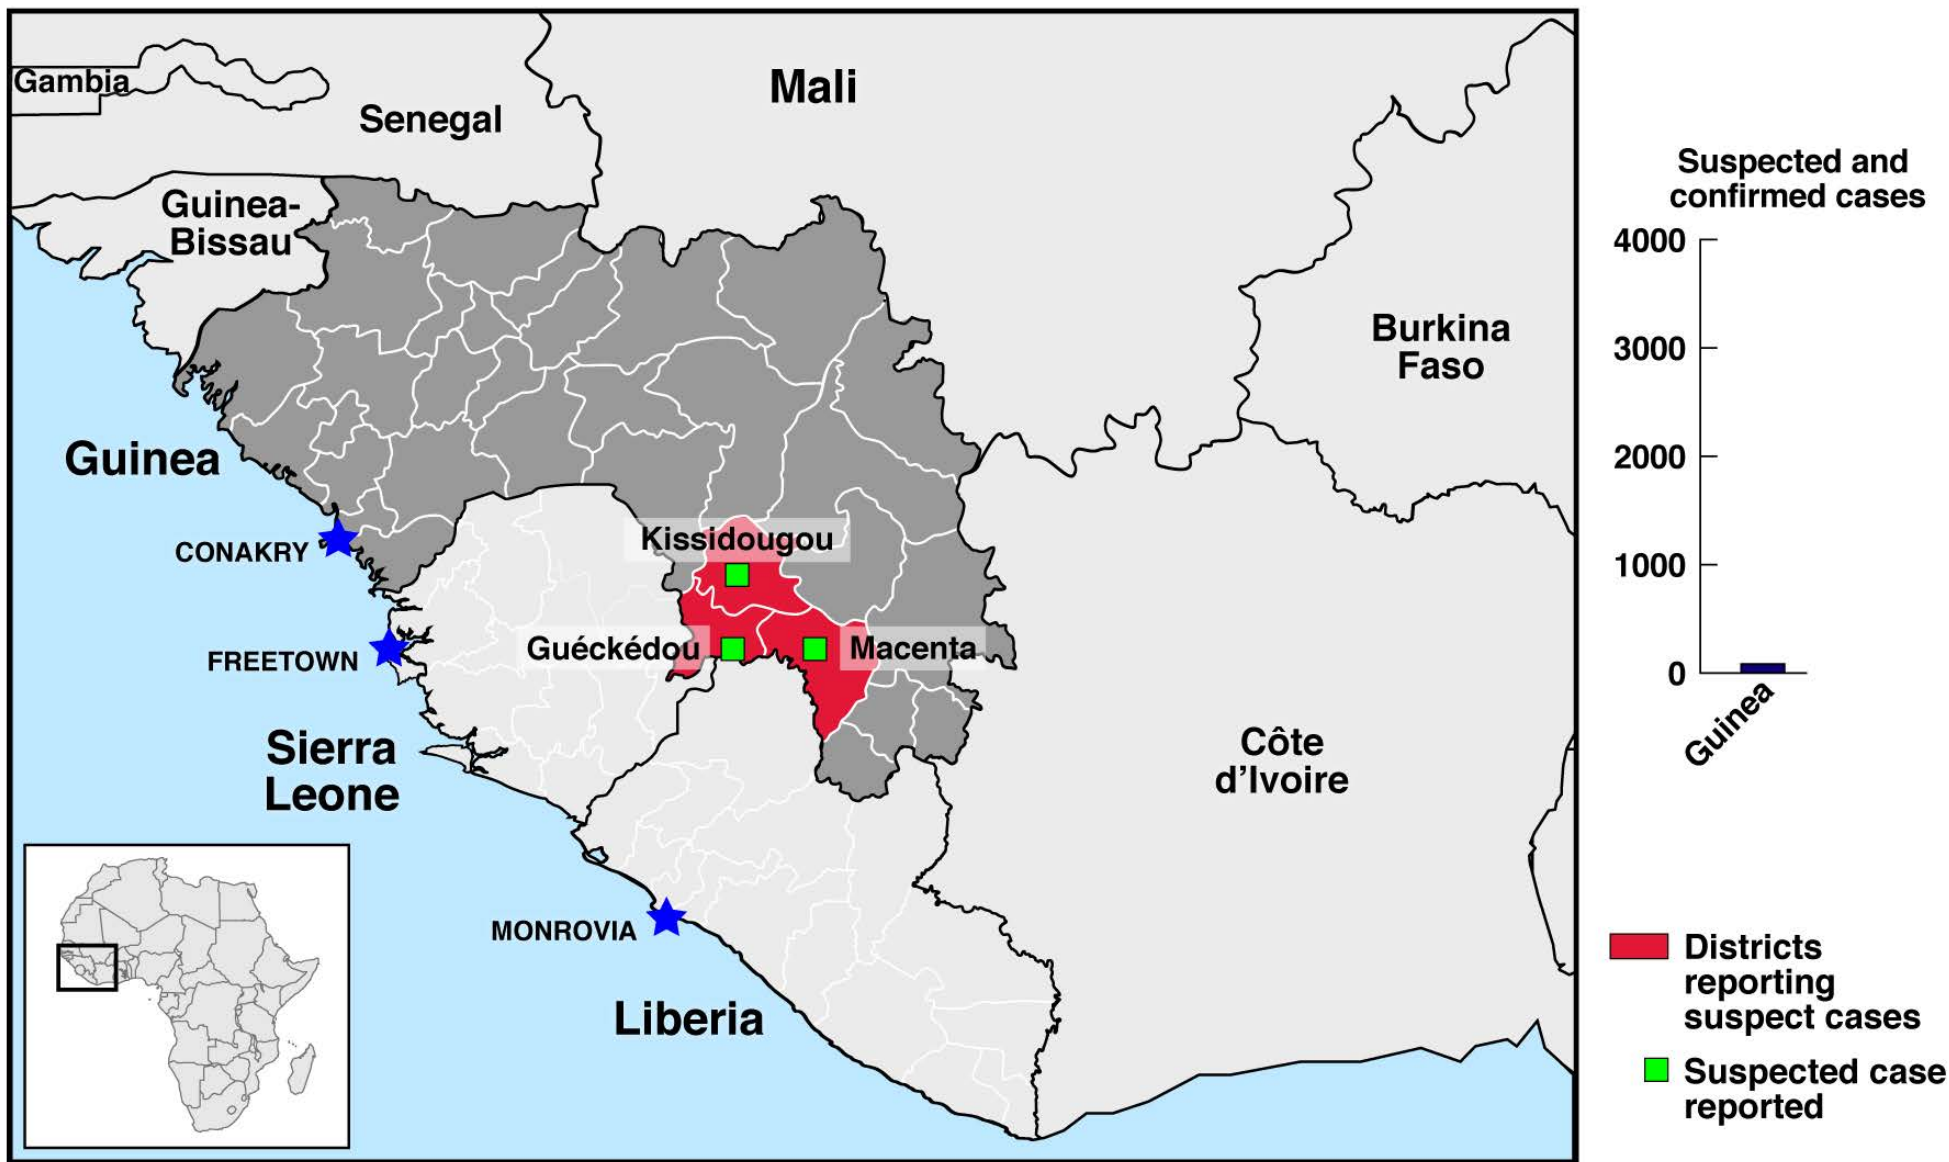 Gambia
Senegal
Mali
Guinea-
Bissau
Burkina
Faso
Guinea
CONAKRY
Kissidougou
FREETOWN
Guéckédou
Macenta
Sierra
Leone
Côte
d’Ivoire
MONROVIA
Liberia
Suspected and
confirmed cases
4000
3000
2000
1000
0
Guinea
Districts
reporting
suspect cases
Suspected case
reported